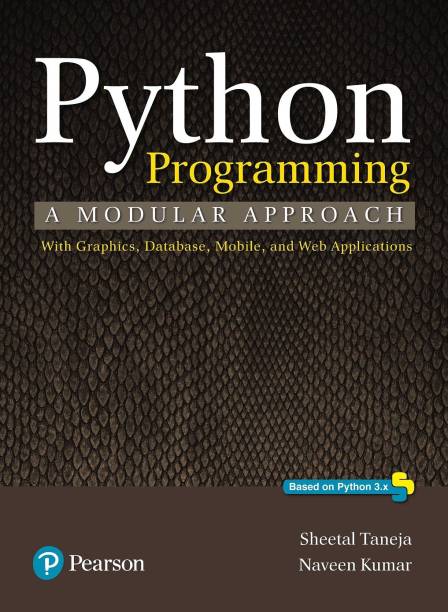 Python
Programming
A MODULAR APPROACH
With Graphics, Database, Mobile, and Web Applications
Based on Python 3.x
Sheetal Taneja
Naveen Kumar
P Pearson